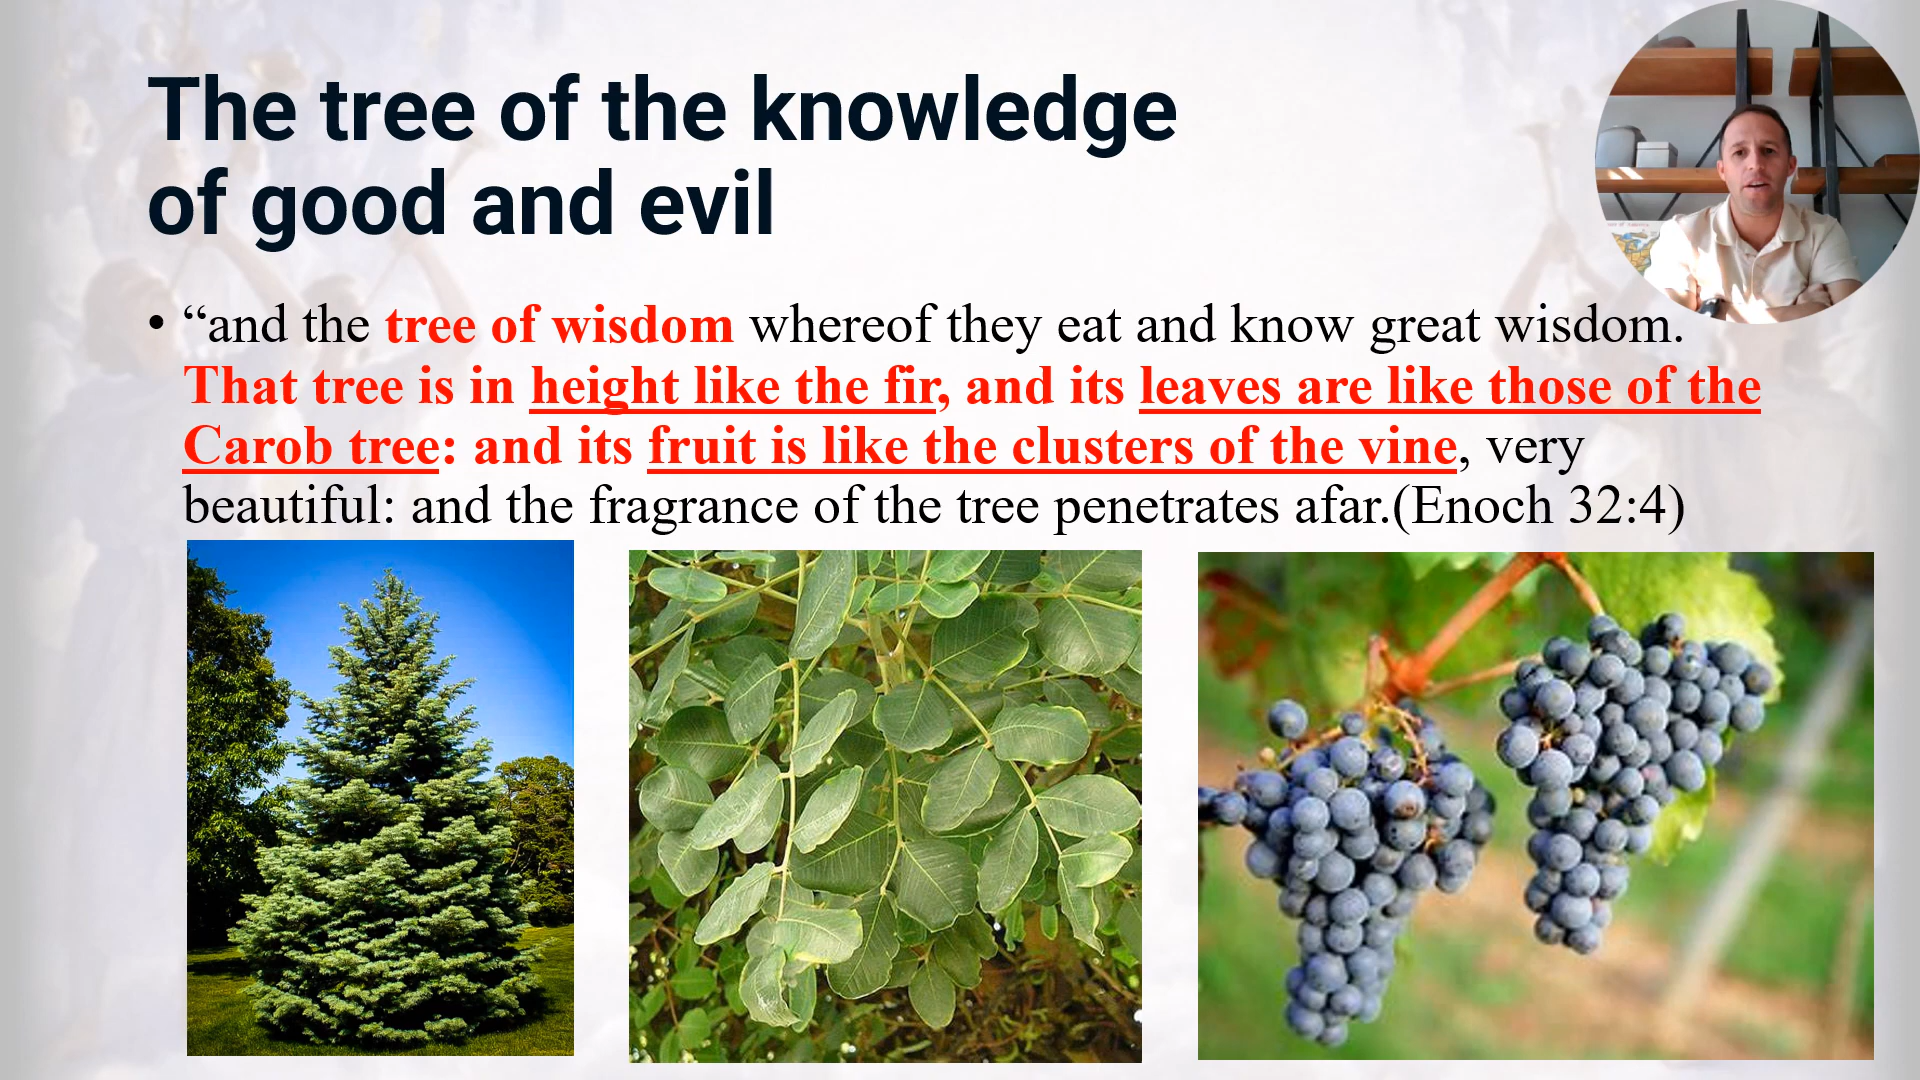 The tree of the knowledge
of good and evil
• “and the tree of wisdom whereof they eat and know great wisdom.
That tree is in height like the fir, and its leaves are like those of the
Carob tree: and its fruit is like the clusters of the vine, very
beautiful: and the fragrance of the tree penetrates afar.(Enoch 32:4)